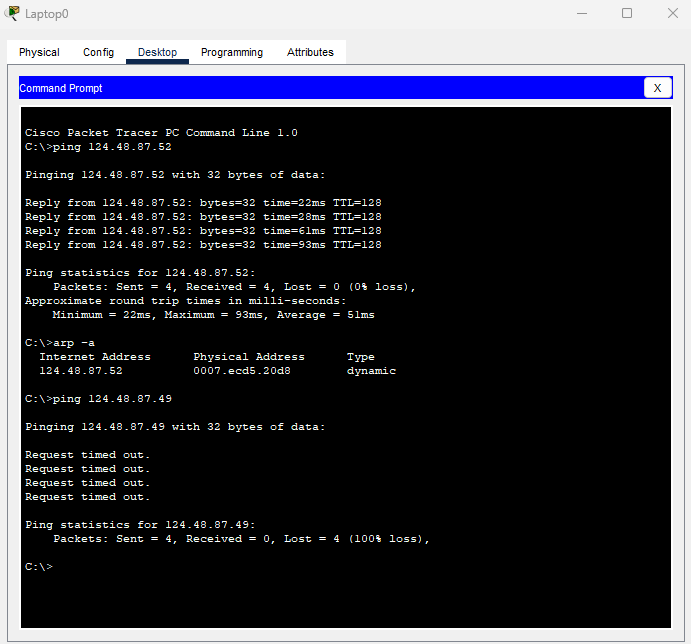 Laptop0
Physical Config Desktop Programming Attributes
Command Prompt X
Cisco Packet Tracer PC Command Line 1.0
C:\>ping 124.48.87.52
Pinging 124.48.87.52 with 32 bytes of data:
Reply from 124.48.87.52: bytes=32 time=22ms TTL=128
Reply from 124.48.87.52: bytes=32 time=28ms TTL=128
Reply from 124.48.87.52: bytes=32 time=61ms TTL=128
Reply from 124.48.87.52: bytes=32 time=93ms TTL=128
Ping statistics for 124.48.87.52:
Packets: Sent = 4, Received = 4, Lost = 0 (0% loss),
Approximate round trip times in milli-seconds:
Minimum = 22ms, Maximum = 93ms, Average = 51ms
C:\>arp -a
Internet Address Physical Address Type
124.48.87.52 0007.ecd5.20d8 dynamic
C:\>ping 124.48.87.49
Pinging 124.48.87.49 with 32 bytes of data:
Request timed out.
Request timed out.
Request timed out.
Request timed out.
Ping statistics for 124.48.87.49:
Packets: Sent = 4, Received = 0, Lost = 4 (100% loss),
C:\>